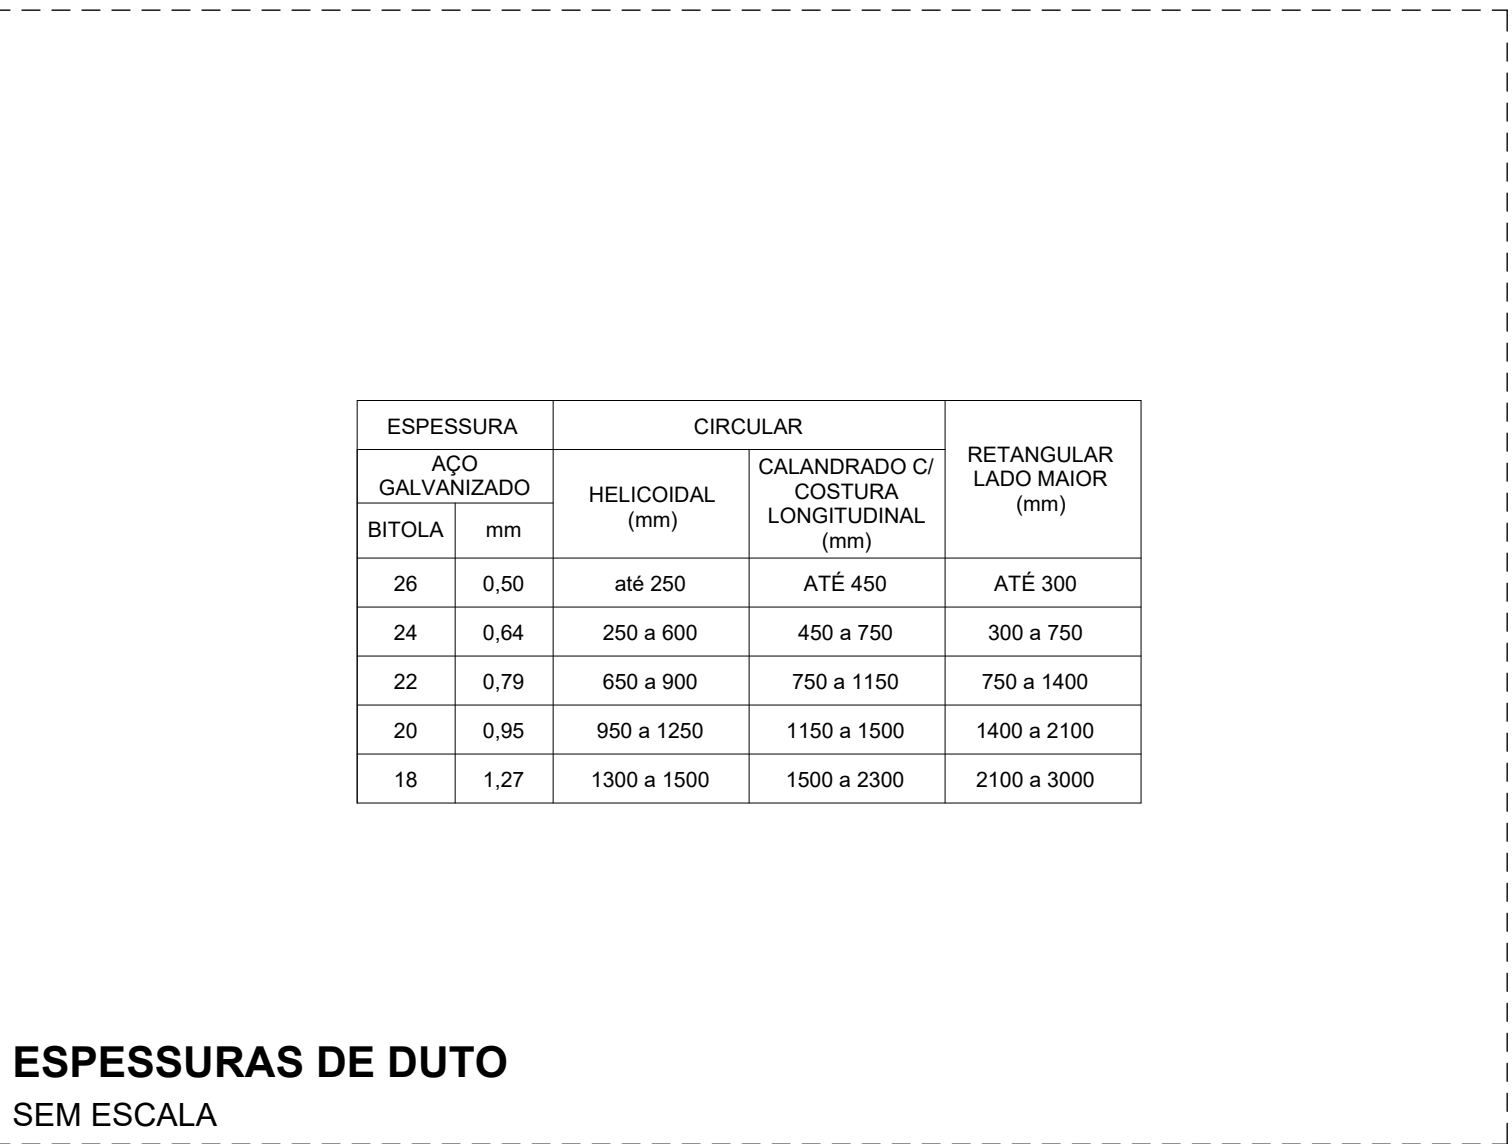 ESPESSURA CIRCULAR RETANGULAR
LADO MAIOR
(mm)
AÇO
GALVANIZADO
HELICOIDAL
(mm)
CALANDRADO C/
COSTURA
LONGITUDINAL
(mm)
BITOLA mm
26 0,50 até 250 ATÉ 450 ATÉ 300
24 0,64 250 a 600 450 a 750 300 a 750
22 0,79 650 a 900 750 a 1150 750 a 1400
20 0,95 950 a 1250 1150 a 1500 1400 a 2100
18 1,27 1300 a 1500 1500 a 2300 2100 a 3000
ESPESSURAS DE DUTO
SEM ESCALA